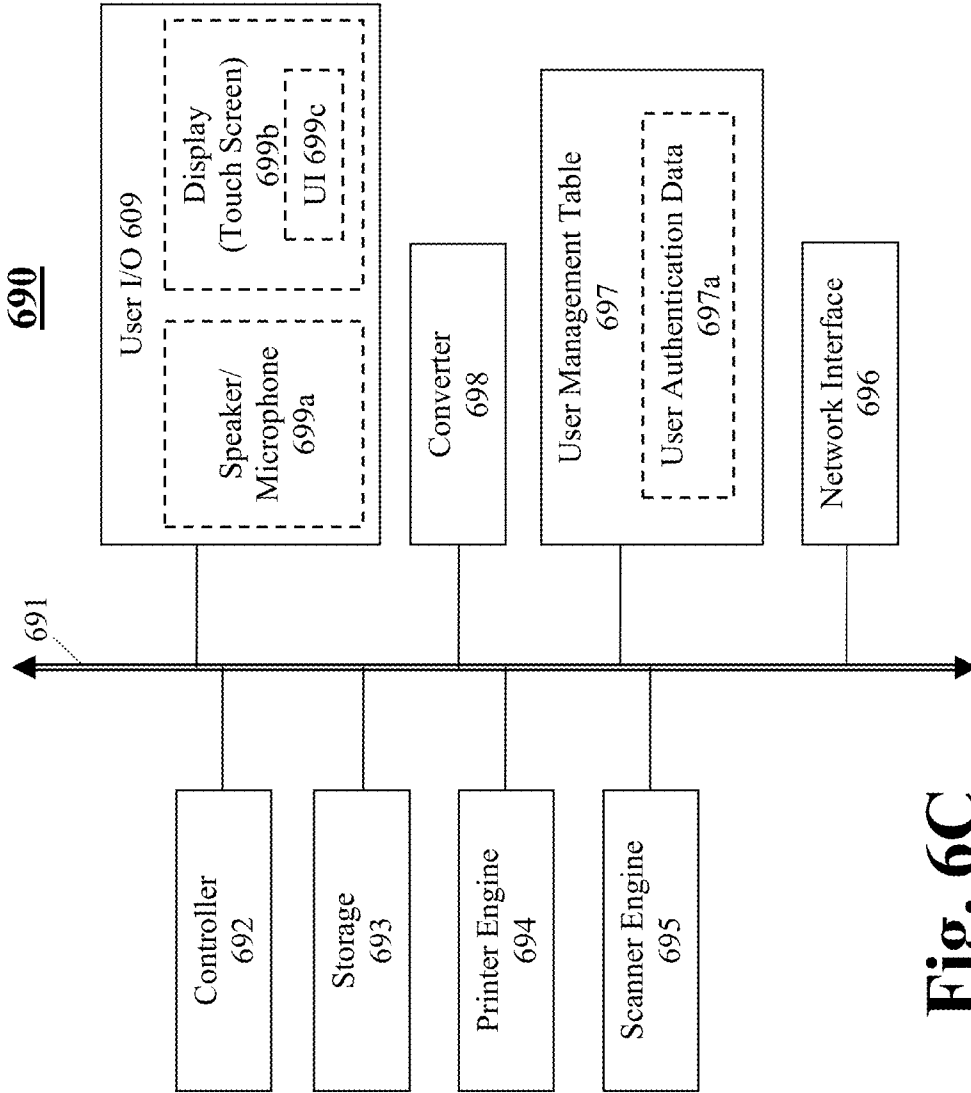 690
691
Controller
692
Storage
693
Printer Engine
694
Scanner Engine
695
User I/O 609
Speaker/
Microphone
699a
Display
(Touch Screen)
699b
UI 699c
Converter
698
User Management Table
697
User Authentication Data
697a
Network Interface
696
Fig. 6C